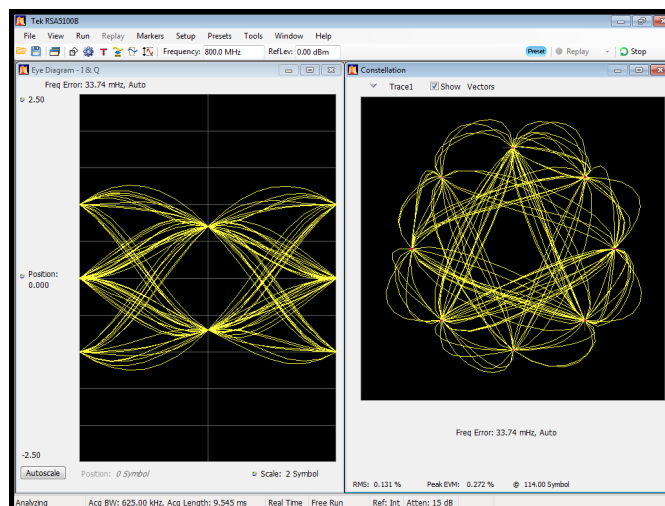 Tek RSA5100B
File View Run Replay Markers Setup Presets Tools Window Help
T Frequency: 800.0 MHz RefLev: 0.00 dBm Preset Replay Stop
Eye Diagram - I & Q
Freq Error: 33.74 mHz, Auto
2.50
Position:
0.000
-2.50
Autoscale Position: 0 Symbol Scale: 2 Symbol
Constellation
Trace1 Show Vectors
Freq Error: 33.74 mHz, Auto
RMS: 0.131 % Peak EVM: 0.272 % @ 114.00 Symbol
Analyzing Acq BW: 625.00 kHz, Acq Length: 9.545 ms Real Time Free Run Ref: Int Atten: 15 dB